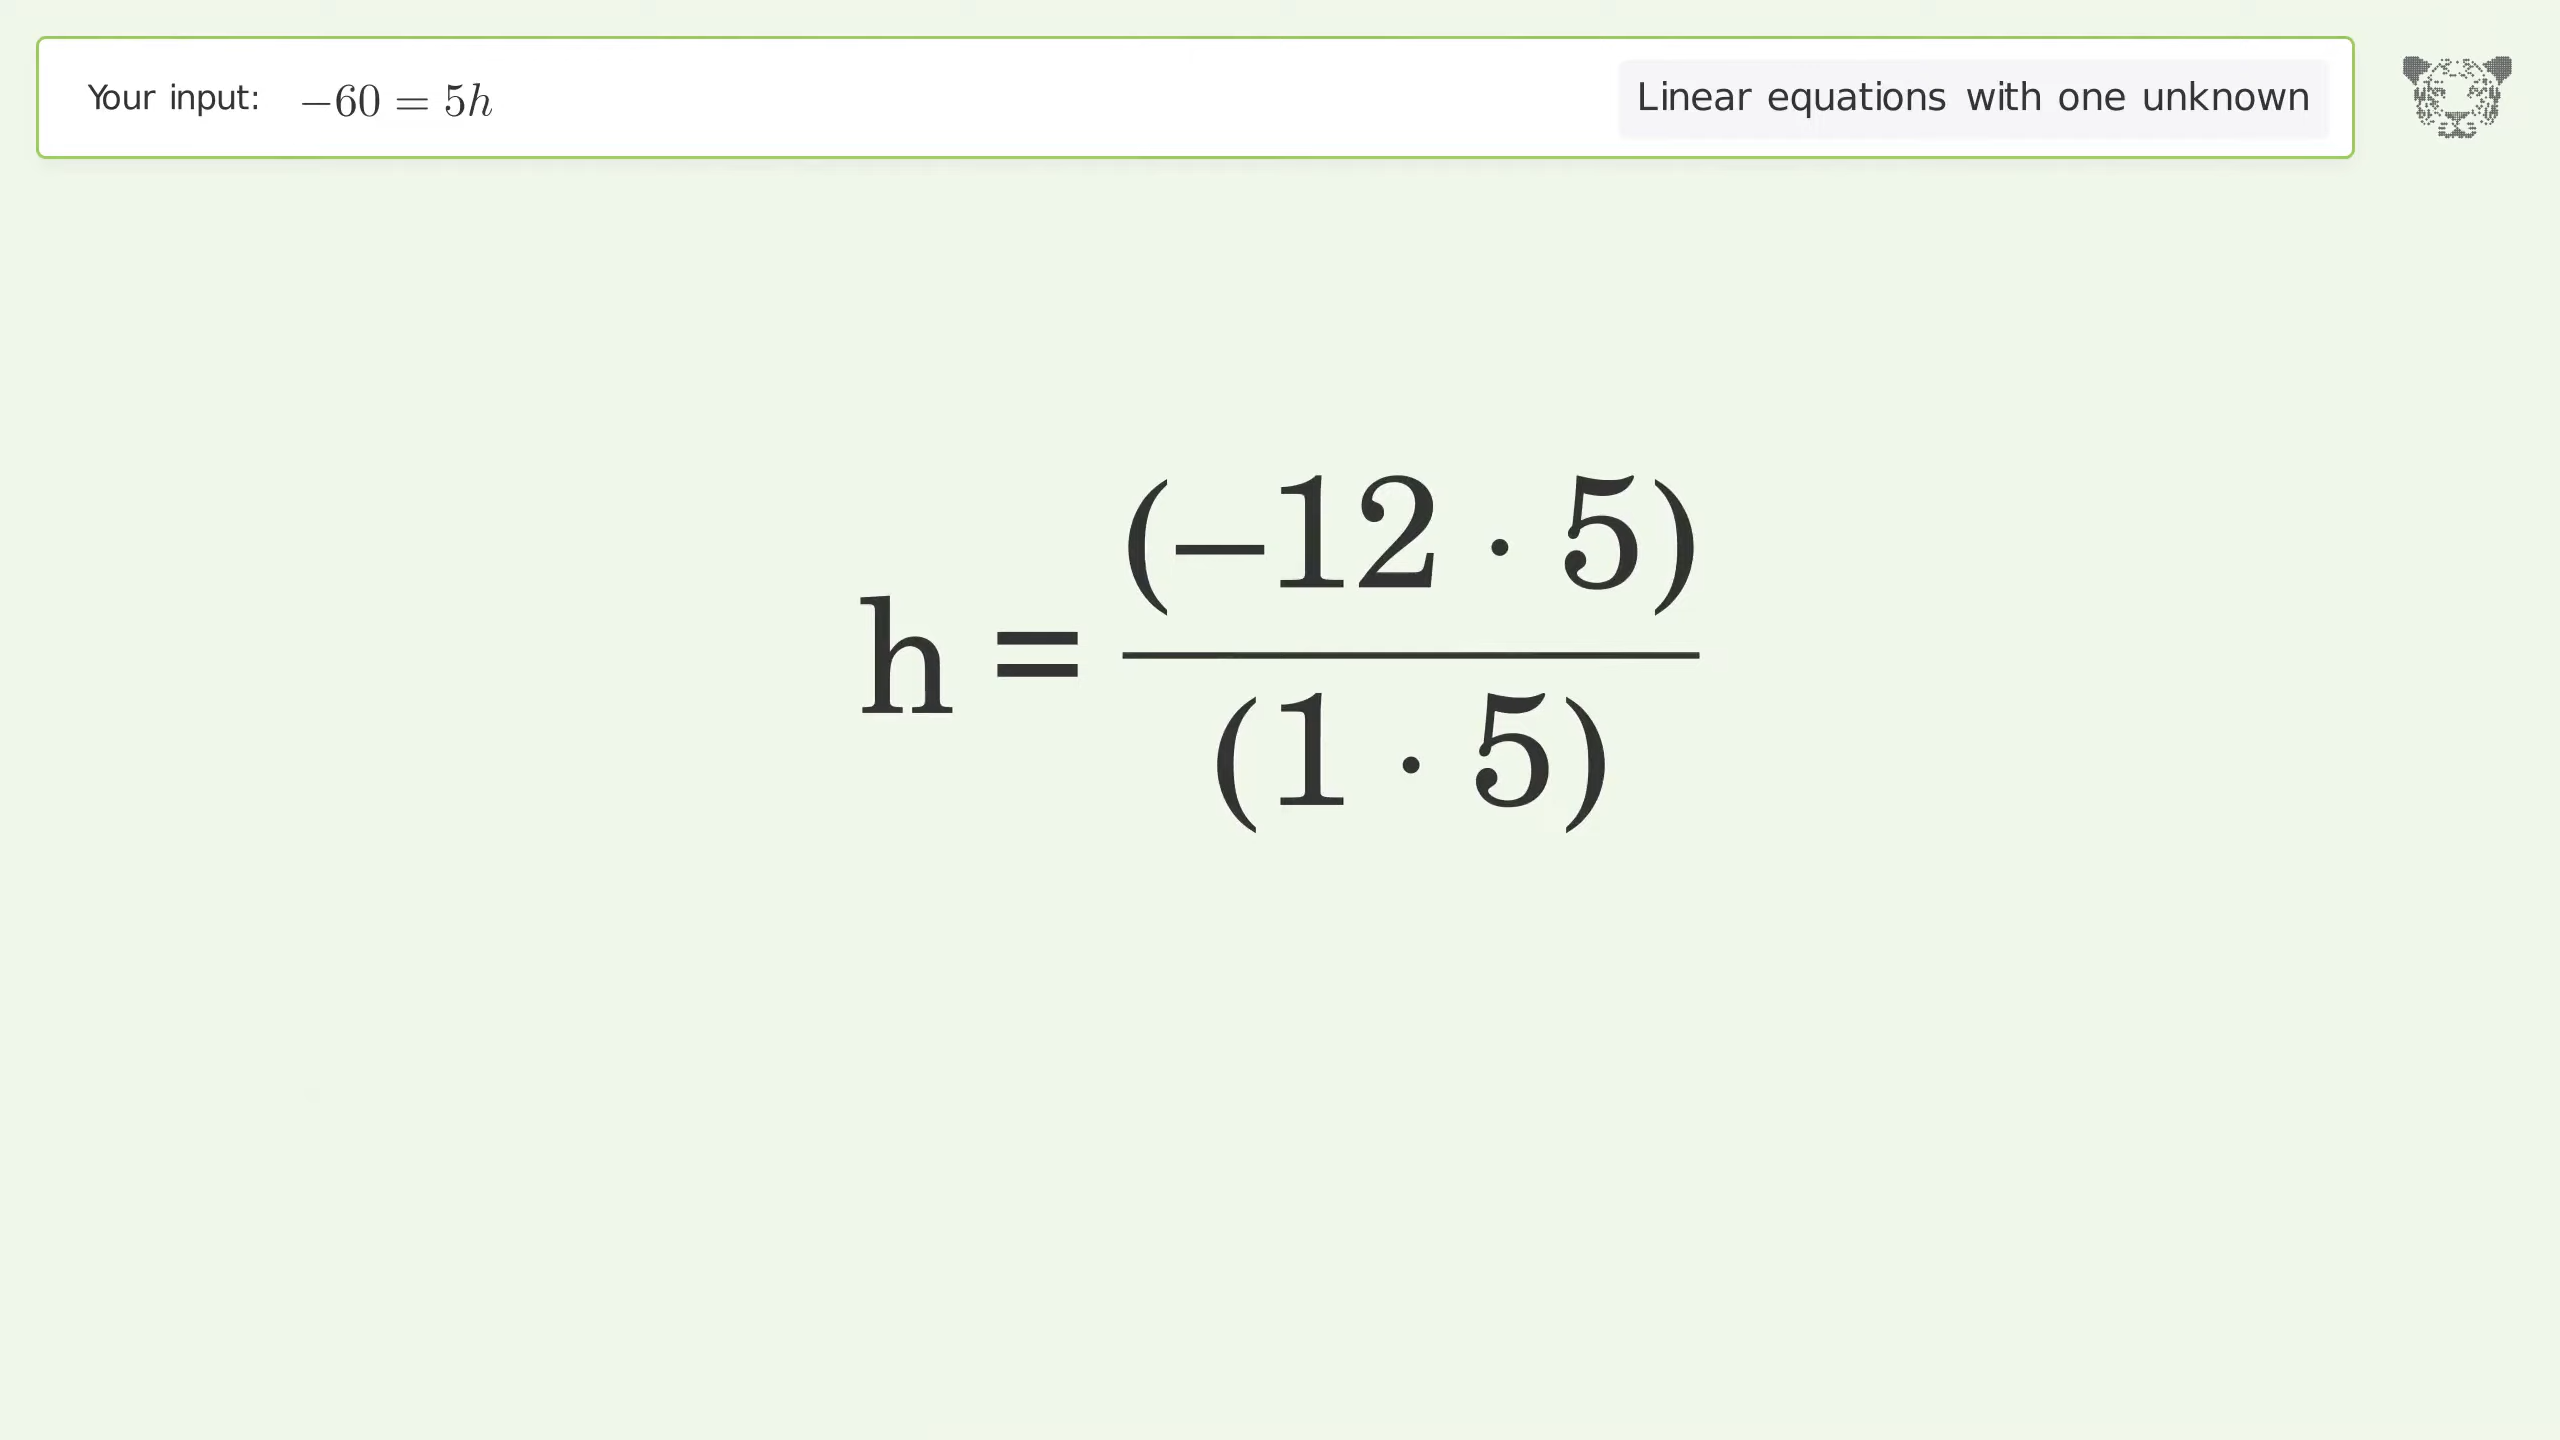 Your input: −60 = 5h
Linear equations with one unknown
(−12 · 5)
h =
(1 · 5)